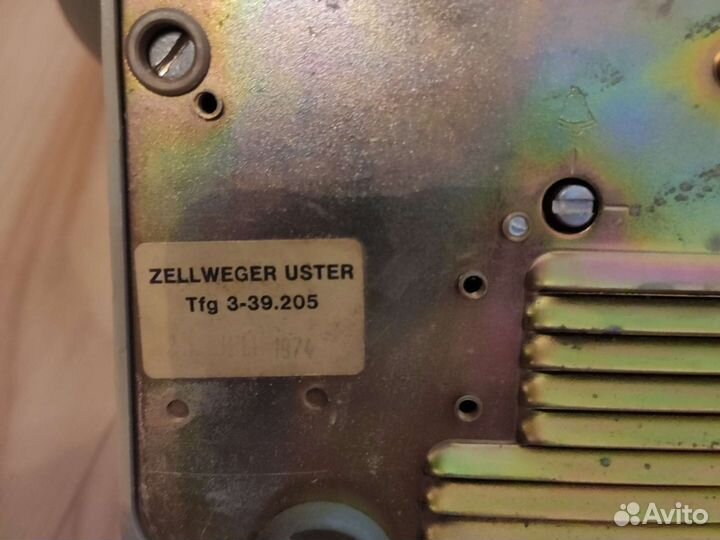 ZELLWEGER USTER
Tfg 3-39.205
1974
Avito